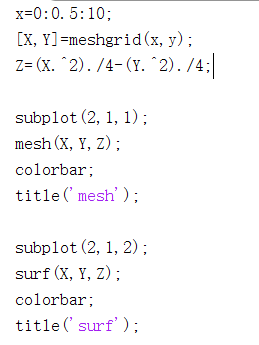 x=0:0.5:10;
[X,Y]=meshgrid(x,y);
Z=(X.^2)./4-(Y.^2)./4;
subplot(2,1,1);
mesh(X,Y,Z);
colorbar;
title('mesh');
subplot(2,1,2);
surf(X,Y,Z);
colorbar;
title('surf');